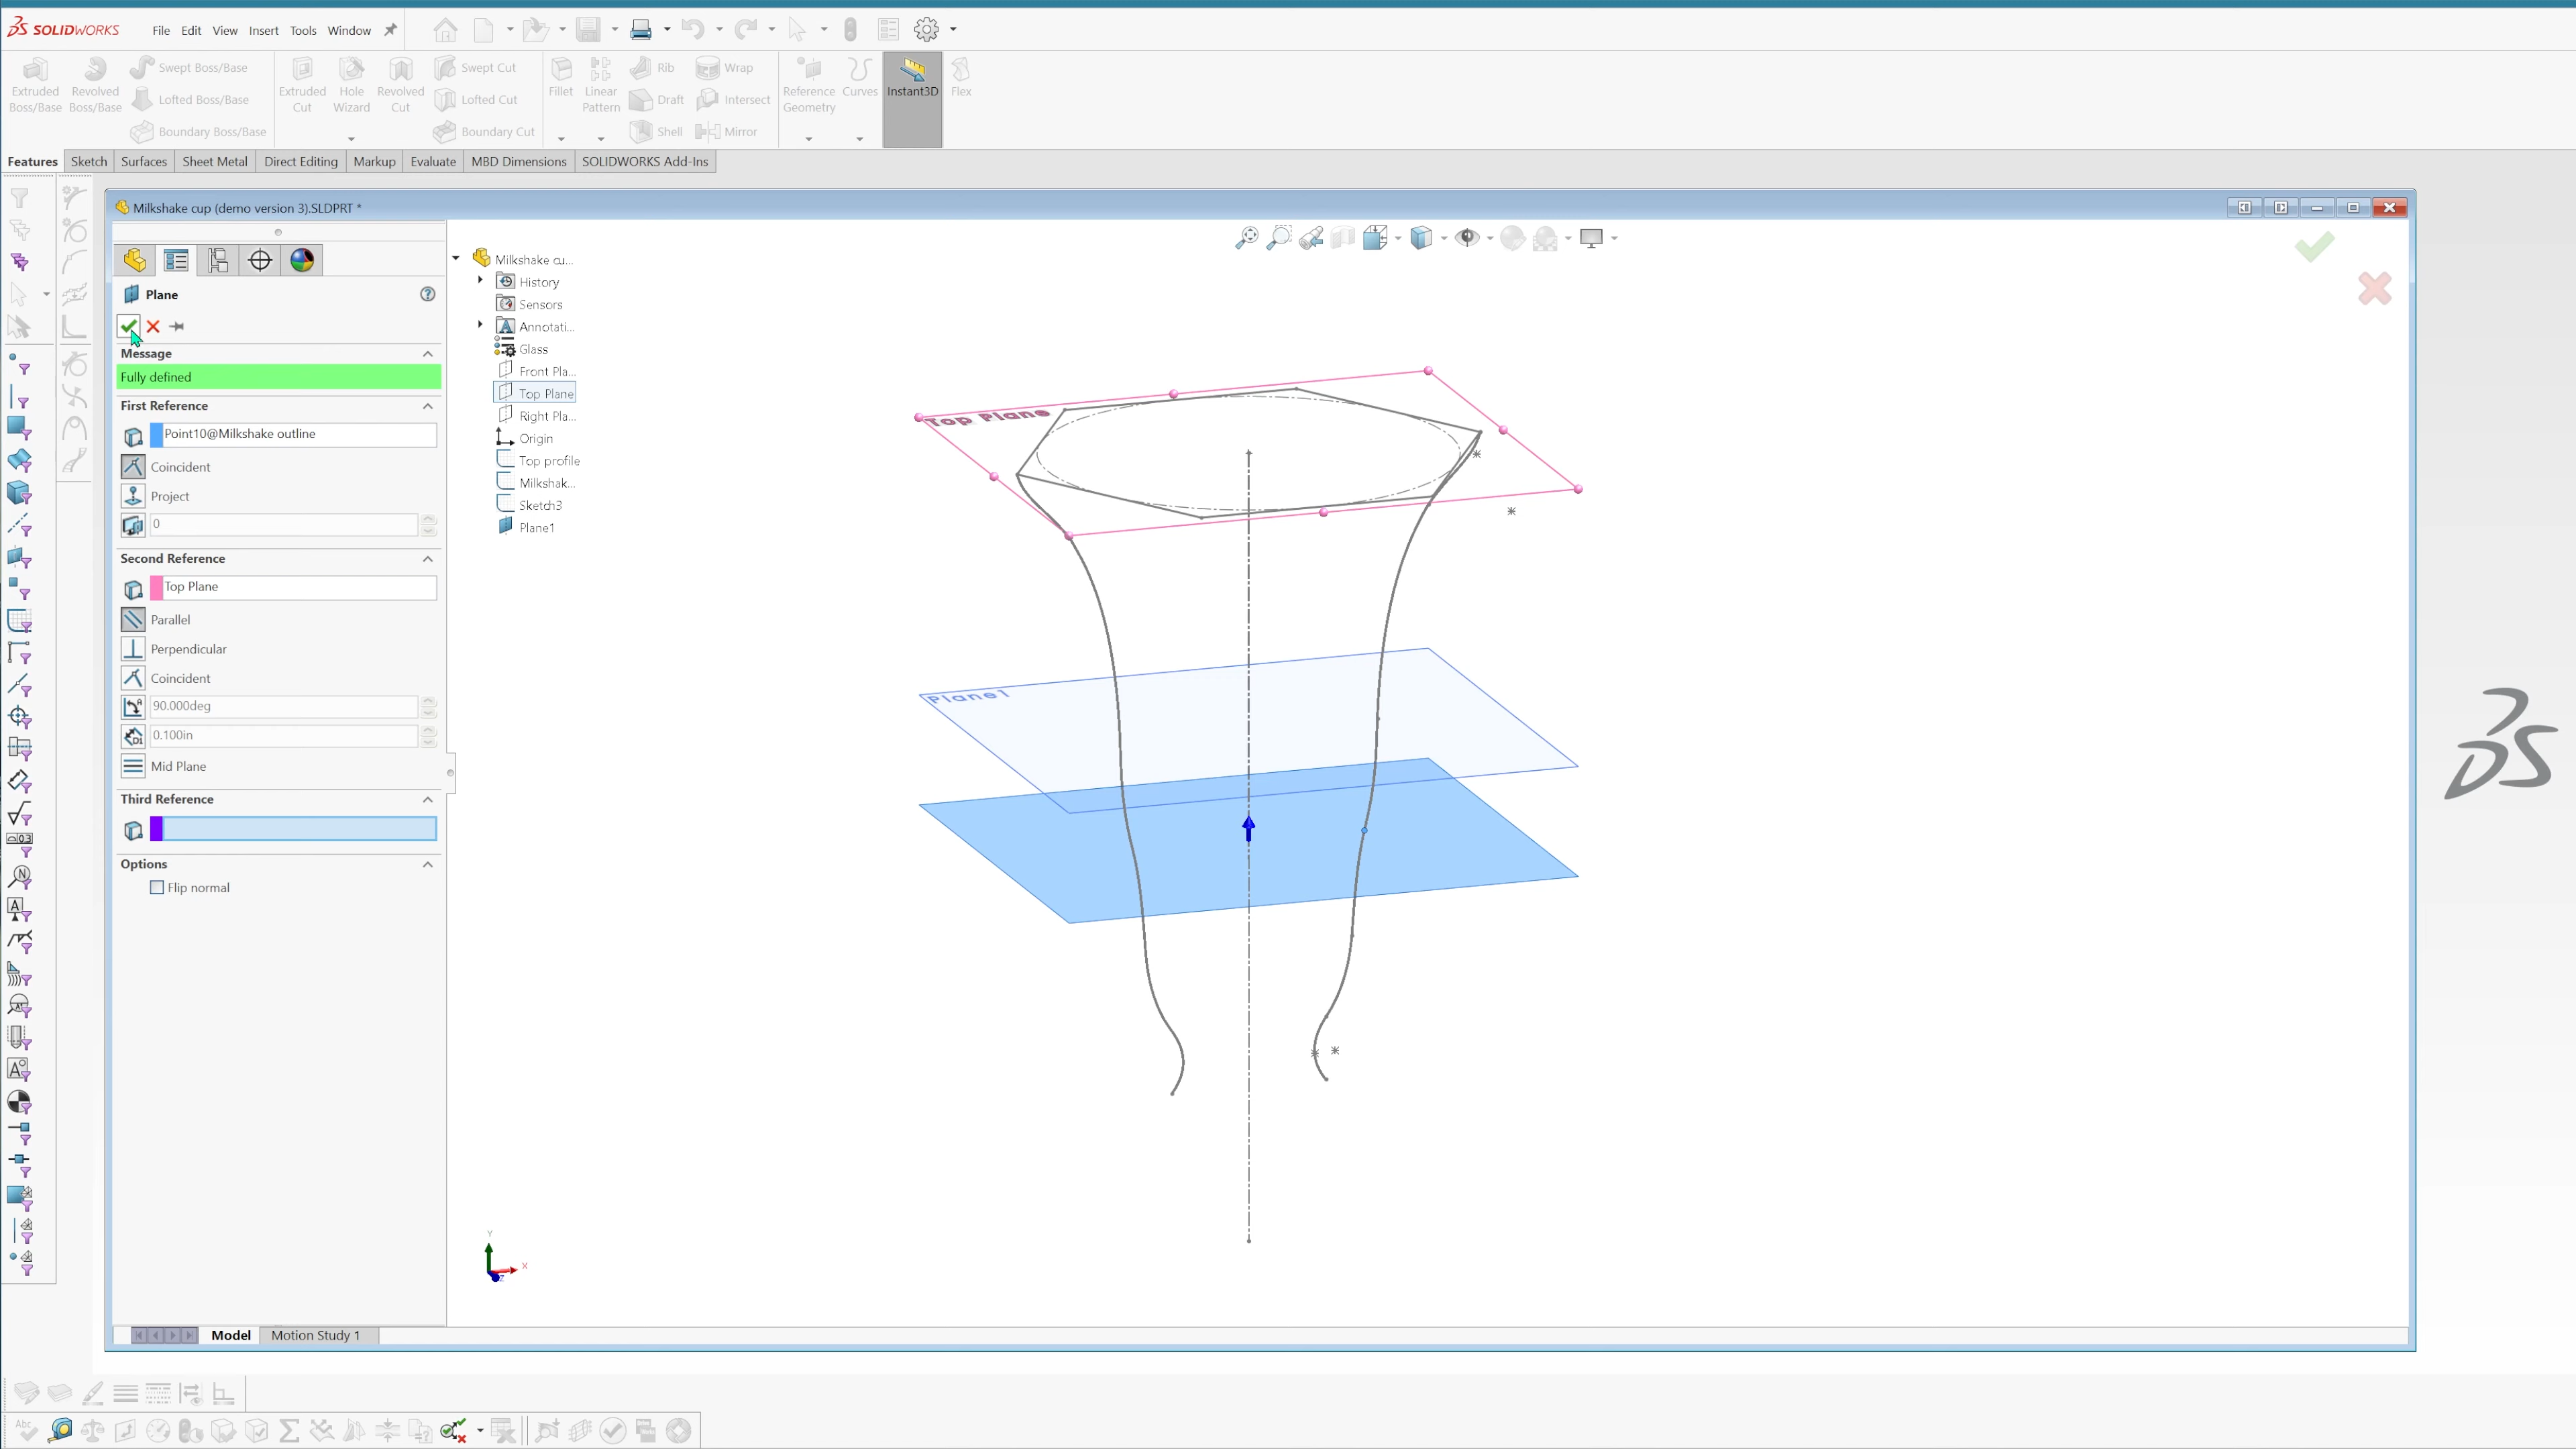 SOLIDWORKS File Edit View Insert Tools Window
Extruded Boss/Base
Revolved Boss/Base
Swept Boss/Base
Lofted Boss/Base
Boundary Boss/Base
Extruded Cut
Hole Wizard
Revolved Cut
Swept Cut
Lofted Cut
Boundary Cut
Fillet
Linear Pattern
Rib
Draft
Shell
Wrap
Intersect
Mirror
Reference Geometry
Curves
Instant3D
Flex
Features Sketch Surfaces Sheet Metal Direct Editing Markup Evaluate MBD Dimensions SOLIDWORKS Add-Ins
Milkshake cup (demo version 3).SLDPRT *
Plane
Message
Fully defined
First Reference
Point10@Milkshake outline
Coincident
Project
0
Second Reference
Top Plane
Parallel
Perpendicular
Coincident
90.000deg
0.100in
Mid Plane
Third Reference
Options
Flip normal
Milkshake cu...
History
Sensors
Annotati...
Glass
Front Pla...
Top Plane
Right Pla...
Origin
Top profile
Milkshak...
Sketch3
Plane1
Top Plane
Plane1
Y
X
Z
Model Motion Study 1